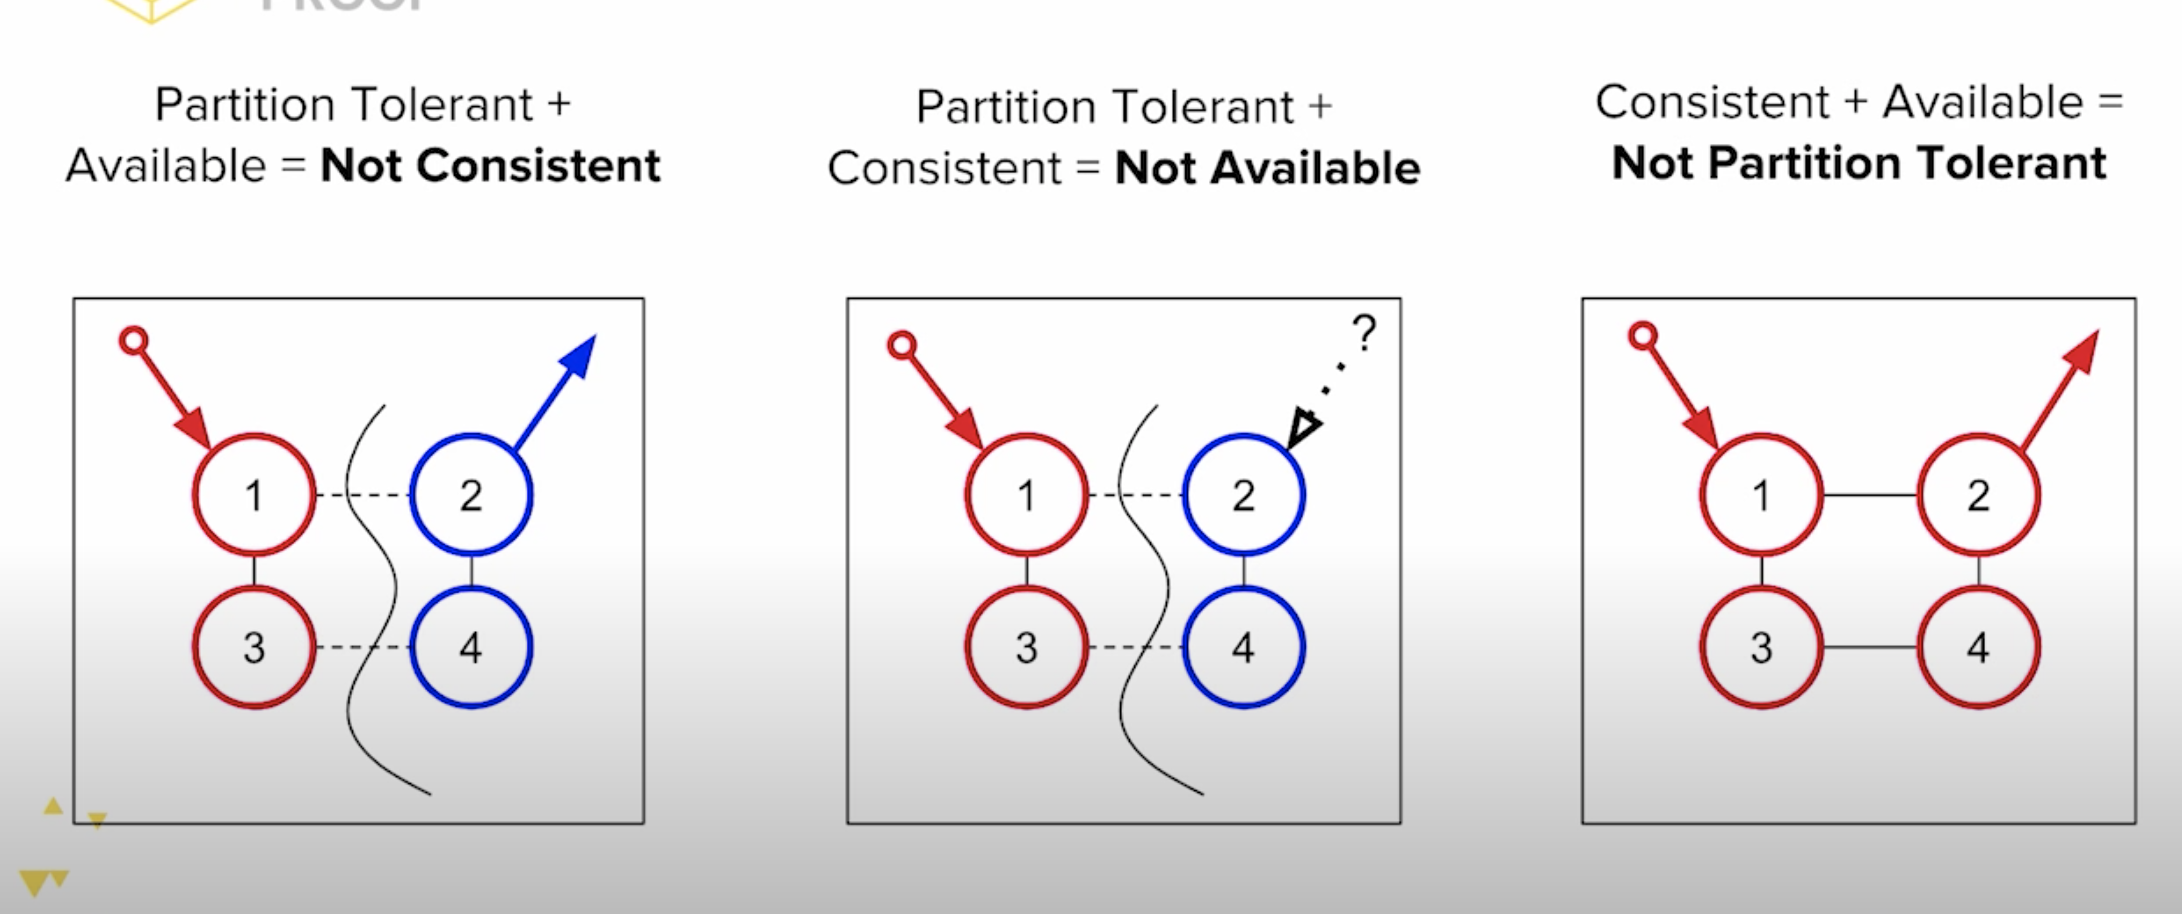 PROOF
Partition Tolerant +
Available = Not Consistent
Partition Tolerant +
Consistent = Not Available
Consistent + Available =
Not Partition Tolerant
1
2
3
4
?
1
2
3
4
1
2
3
4